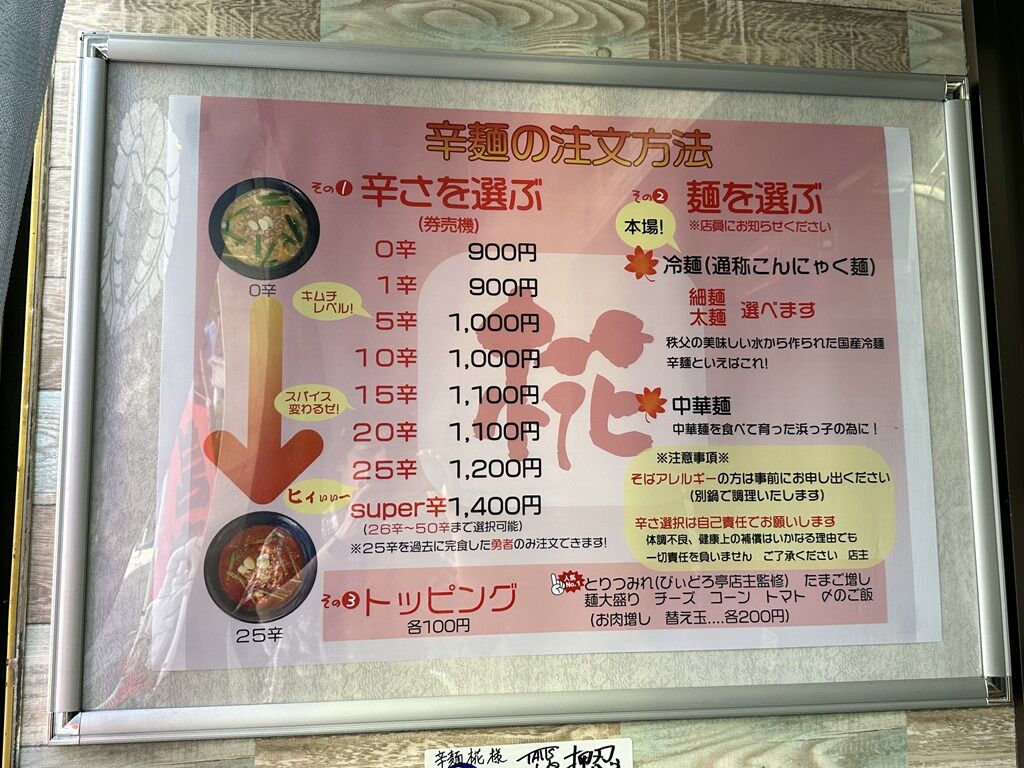 辛麺の注文方法
その1 辛さを選ぶ
(券売機)
0辛 900円
1辛 900円
5辛 1,000円
10辛 1,000円
15辛 1,100円
20辛 1,100円
25辛 1,200円
super辛 1,400円
(26辛〜50辛まで選択可能)
※25辛を過去に完食した勇者のみ注文できます!
0辛
キムチ
レベル!
スパイス
変わるぜ!
ヒィぃぃー
25辛
その2 麺を選ぶ
※店員にお知らせください
本場!
冷麺(通称こんにゃく麺)
細麺
太麺 選べます
秩父の美味しい水から作られた国産冷麺
辛麺といえばこれ!
中華麺
中華麺を食べて育った浜っ子の為に!
※注意事項※
そばアレルギーの方は事前にお申し出ください
(別鍋で調理いたします)
辛さ選択は自己責任でお願いします
体調不良、健康上の補償はいかなる理由でも
一切責任を負いません ご了承ください 店主
椛
その3 トッピング
各100円
人気No.1
とりつみれ(びぃどろ亭店主監修) たまご増し
麺大盛り チーズ コーン トマト 〆のご飯
(お肉増し 替え玉....各200円)
辛麺 椛 様